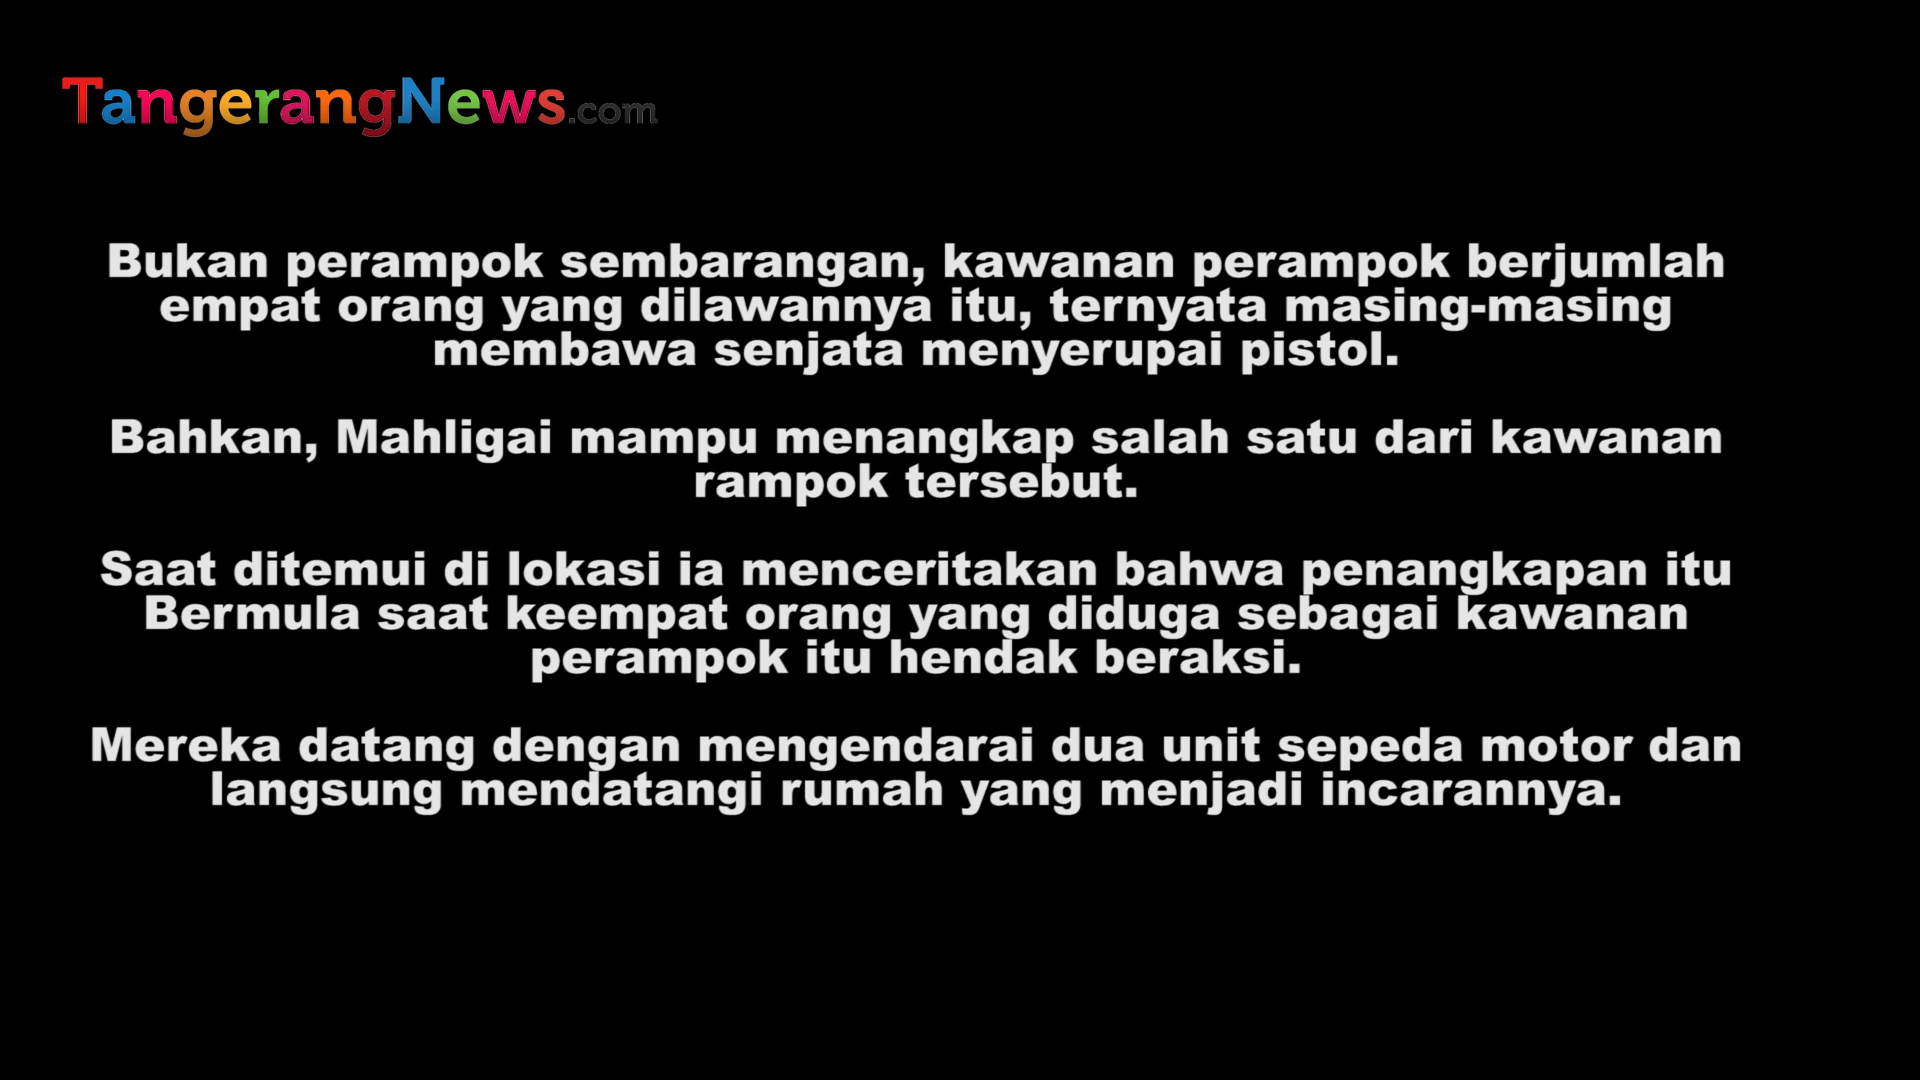 TangerangNews.com
Bukan perampok sembarangan, kawanan perampok berjumlah
empat orang yang dilawannya itu, ternyata masing-masing
membawa senjata menyerupai pistol.
Bahkan, Mahligai mampu menangkap salah satu dari kawanan
rampok tersebut.
Saat ditemui di lokasi ia menceritakan bahwa penangkapan itu
Bermula saat keempat orang yang diduga sebagai kawanan
perampok itu hendak beraksi.
Mereka datang dengan mengendarai dua unit sepeda motor dan
langsung mendatangi rumah yang menjadi incarannya.